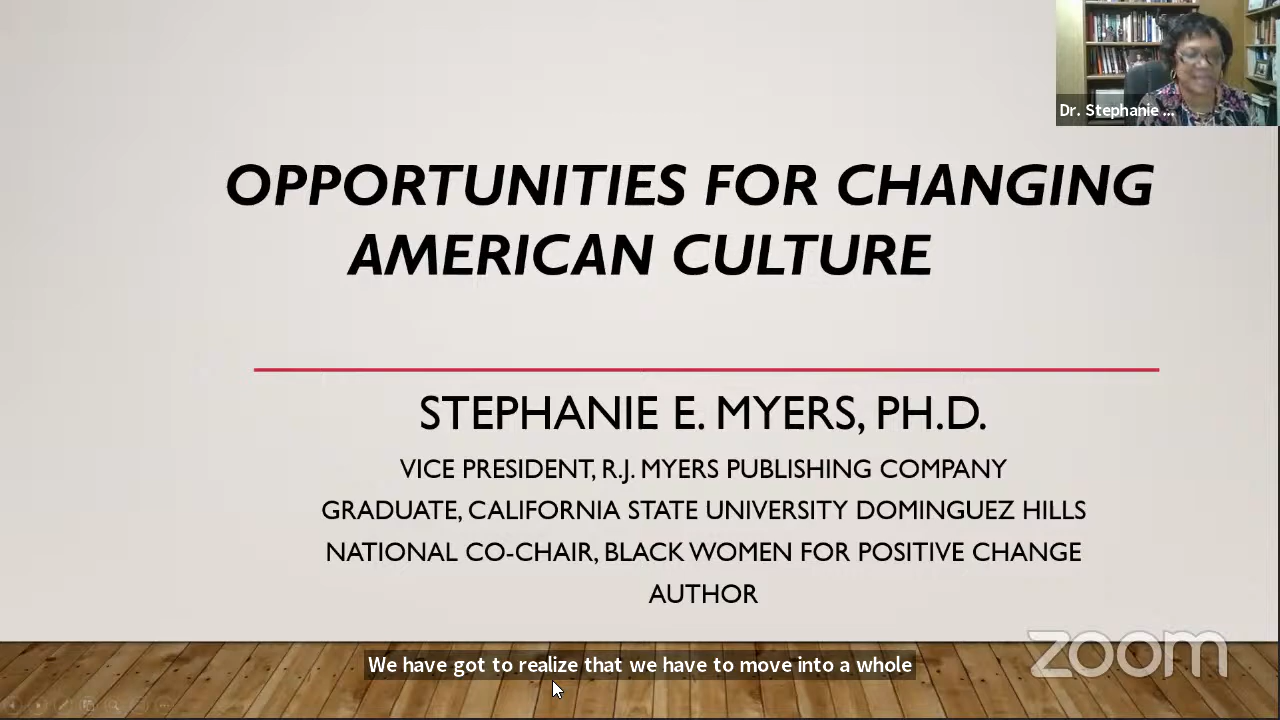 Dr. Stephanie ...
OPPORTUNITIES FOR CHANGING
AMERICAN CULTURE
STEPHANIE E. MYERS, PH.D.
VICE PRESIDENT, R.J. MYERS PUBLISHING COMPANY
GRADUATE, CALIFORNIA STATE UNIVERSITY DOMINGUEZ HILLS
NATIONAL CO-CHAIR, BLACK WOMEN FOR POSITIVE CHANGE
AUTHOR
zoom
We have got to realize that we have to move into a whole